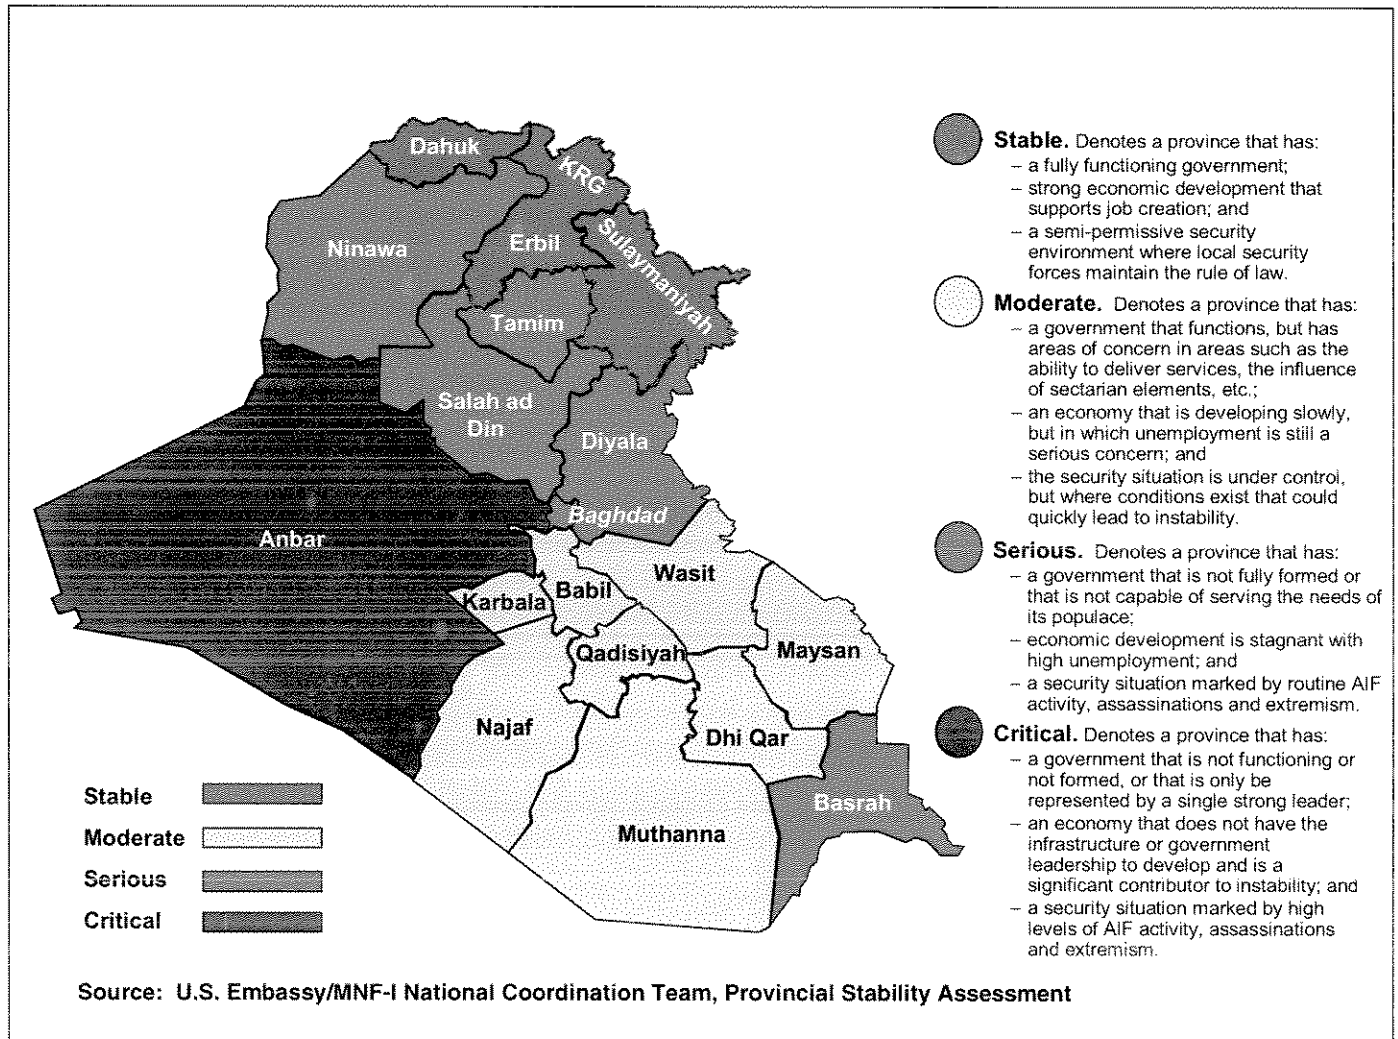 Dahuk
KRG
Ninawa
Erbil
Sulaymaniyah
Tamim
Salah ad
Din
Diyala
Baghdad
Anbar
Wasit
Babil
Karbala
Qadisiyah
Maysan
Najaf
Dhi Qar
Basrah
Muthanna
Stable
Moderate
Serious
Critical
Stable. Denotes a province that has:
– a fully functioning government;
– strong economic development that
supports job creation; and
– a semi-permissive security
environment where local security
forces maintain the rule of law.
Moderate. Denotes a province that has:
– a government that functions, but has
areas of concern in areas such as the
ability to deliver services, the influence
of sectarian elements, etc.;
– an economy that is developing slowly,
but in which unemployment is still a
serious concern; and
– the security situation is under control,
but where conditions exist that could
quickly lead to instability.
Serious. Denotes a province that has:
– a government that is not fully formed or
that is not capable of serving the needs of
its populace;
– economic development is stagnant with
high unemployment; and
– a security situation marked by routine AIF
activity, assassinations and extremism.
Critical. Denotes a province that has:
– a government that is not functioning or
not formed, or that is only be
represented by a single strong leader;
– an economy that does not have the
infrastructure or government
leadership to develop and is a
significant contributor to instability; and
– a security situation marked by high
levels of AIF activity, assassinations
and extremism.
Source: U.S. Embassy/MNF-I National Coordination Team, Provincial Stability Assessment